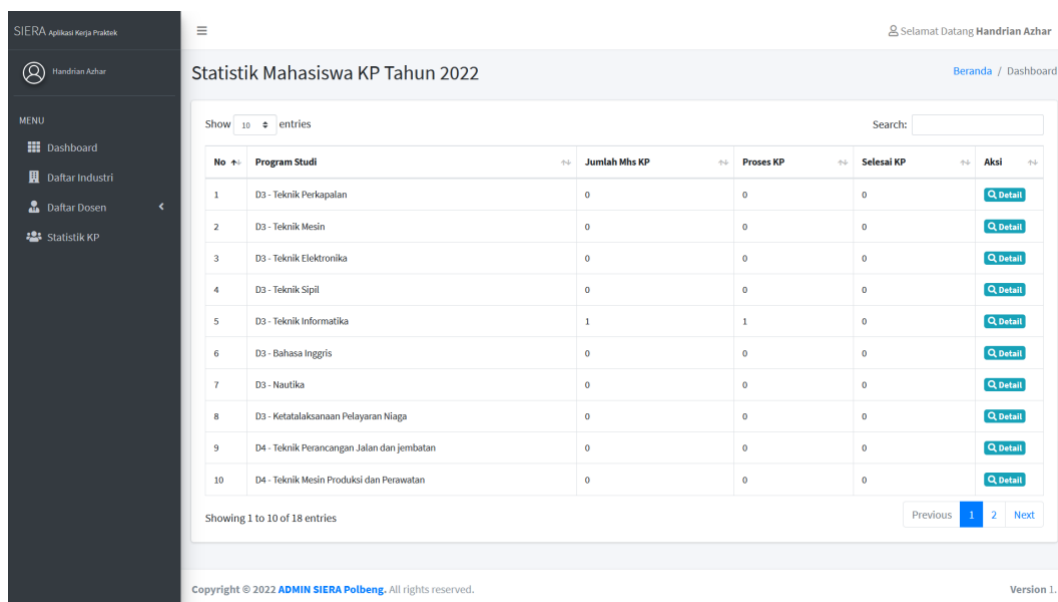 SIERA Aplikasi Kerja Praktek
Selamat Datang Handrian Azhar
Handrian Azhar
Statistik Mahasiswa KP Tahun 2022
Beranda / Dashboard
MENU
Dashboard
Daftar Industri
Daftar Dosen
Statistik KP
Show 10 entries
Search:
No Program Studi Jumlah Mhs KP Proses KP Selesai KP Aksi
1 D3 - Teknik Perkapalan 0 0 0 Detail
2 D3 - Teknik Mesin 0 0 0 Detail
3 D3 - Teknik Elektronika 0 0 0 Detail
4 D3 - Teknik Sipil 0 0 0 Detail
5 D3 - Teknik Informatika 1 1 0 Detail
6 D3 - Bahasa Inggris 0 0 0 Detail
7 D3 - Nautika 0 0 0 Detail
8 D3 - Ketatalaksanaan Pelayaran Niaga 0 0 0 Detail
9 D4 - Teknik Perancangan Jalan dan jembatan 0 0 0 Detail
10 D4 - Teknik Mesin Produksi dan Perawatan 0 0 0 Detail
Showing 1 to 10 of 18 entries
Previous 1 2 Next
Copyright © 2022 ADMIN SIERA Polbeng. All rights reserved.
Version 1.